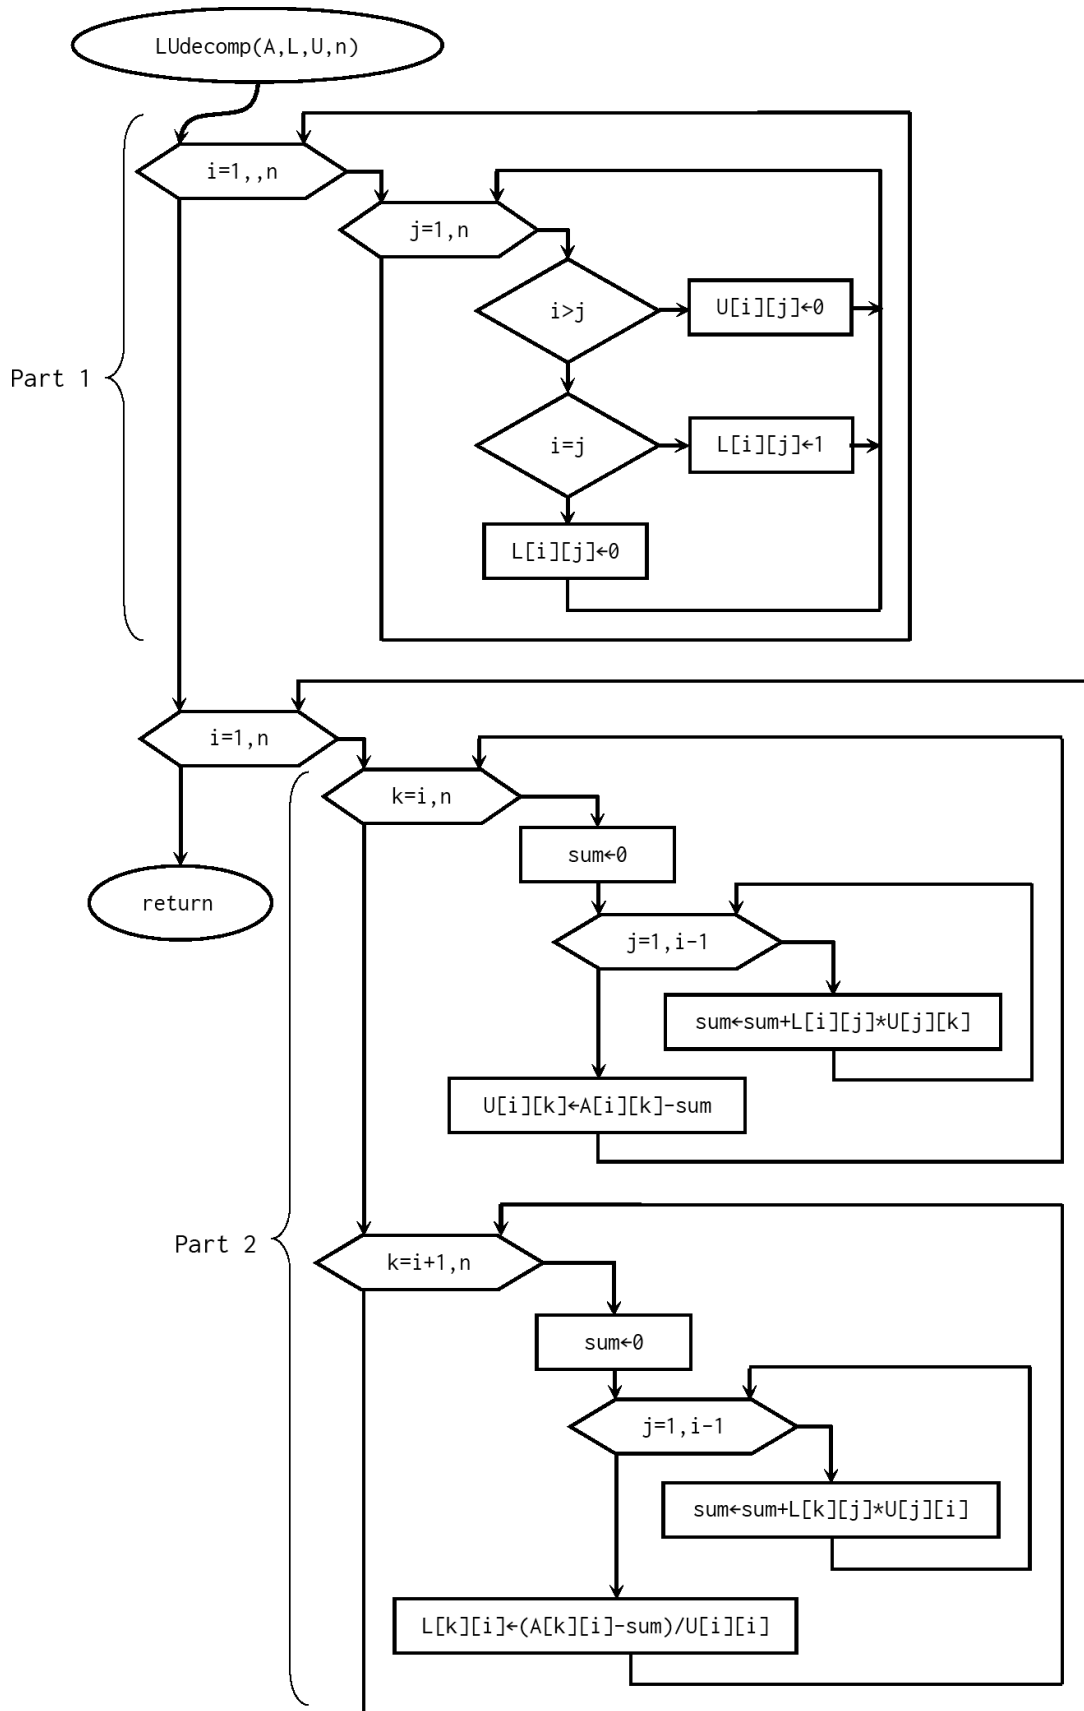 LUdecomp(A,L,U,n)
i=1,,n
j=1,n
i>j
U[i][j]←0
Part 1
i=j
L[i][j]←1
L[i][j]←0
i=1,n
k=i,n
sum←0
return
j=1,i-1
sum←sum+L[i][j]*U[j][k]
U[i][k]←A[i][k]-sum
Part 2
k=i+1,n
sum←0
j=1,i-1
sum←sum+L[k][j]*U[j][i]
L[k][i]←(A[k][i]-sum)/U[i][i]